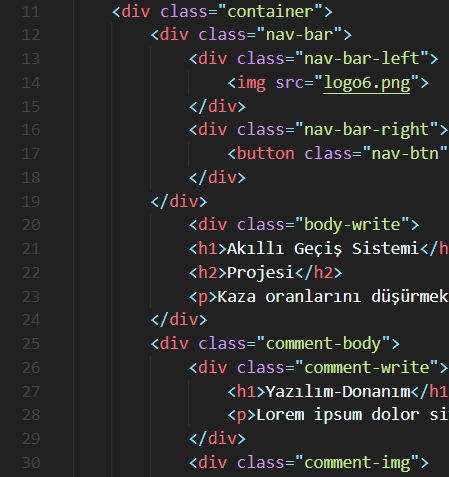 11 <div class="container">
12 <div class="nav-bar">
13 <div class="nav-bar-left">
14 <img src="logo6.png">
15 </div>
16 <div class="nav-bar-right">
17 <button class="nav-btn"
18 </div>
19 </div>
20 <div class="body-write">
21 <h1>Akıllı Geçiş Sistemi</h
22 <h2>Projesi</h2>
23 <p>Kaza oranlarını düşürmek
24 </div>
25 <div class="comment-body">
26 <div class="comment-write">
27 <h1>Yazılım-Donanım</h1
28 <p>Lorem ipsum dolor si
29 </div>
30 <div class="comment-img">